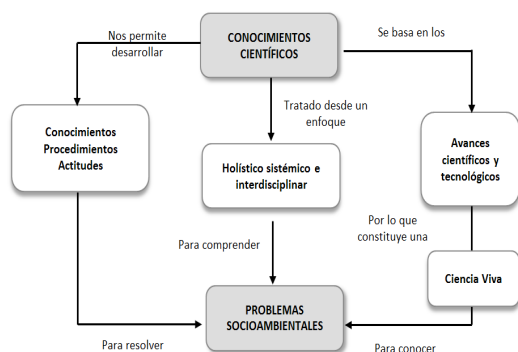 Nos permite
desarrollar
CONOCIMIENTOS
CIENTÍFICOS
Se basa en los
Tratado desde un
enfoque
Conocimientos
Procedimientos
Actitudes
Holístico sistémico e
interdisciplinar
Avances
científicos y
tecnológicos
Por lo que
constituye una
Para comprender
Ciencia Viva
PROBLEMAS
SOCIOAMBIENTALES
Para resolver
Para conocer